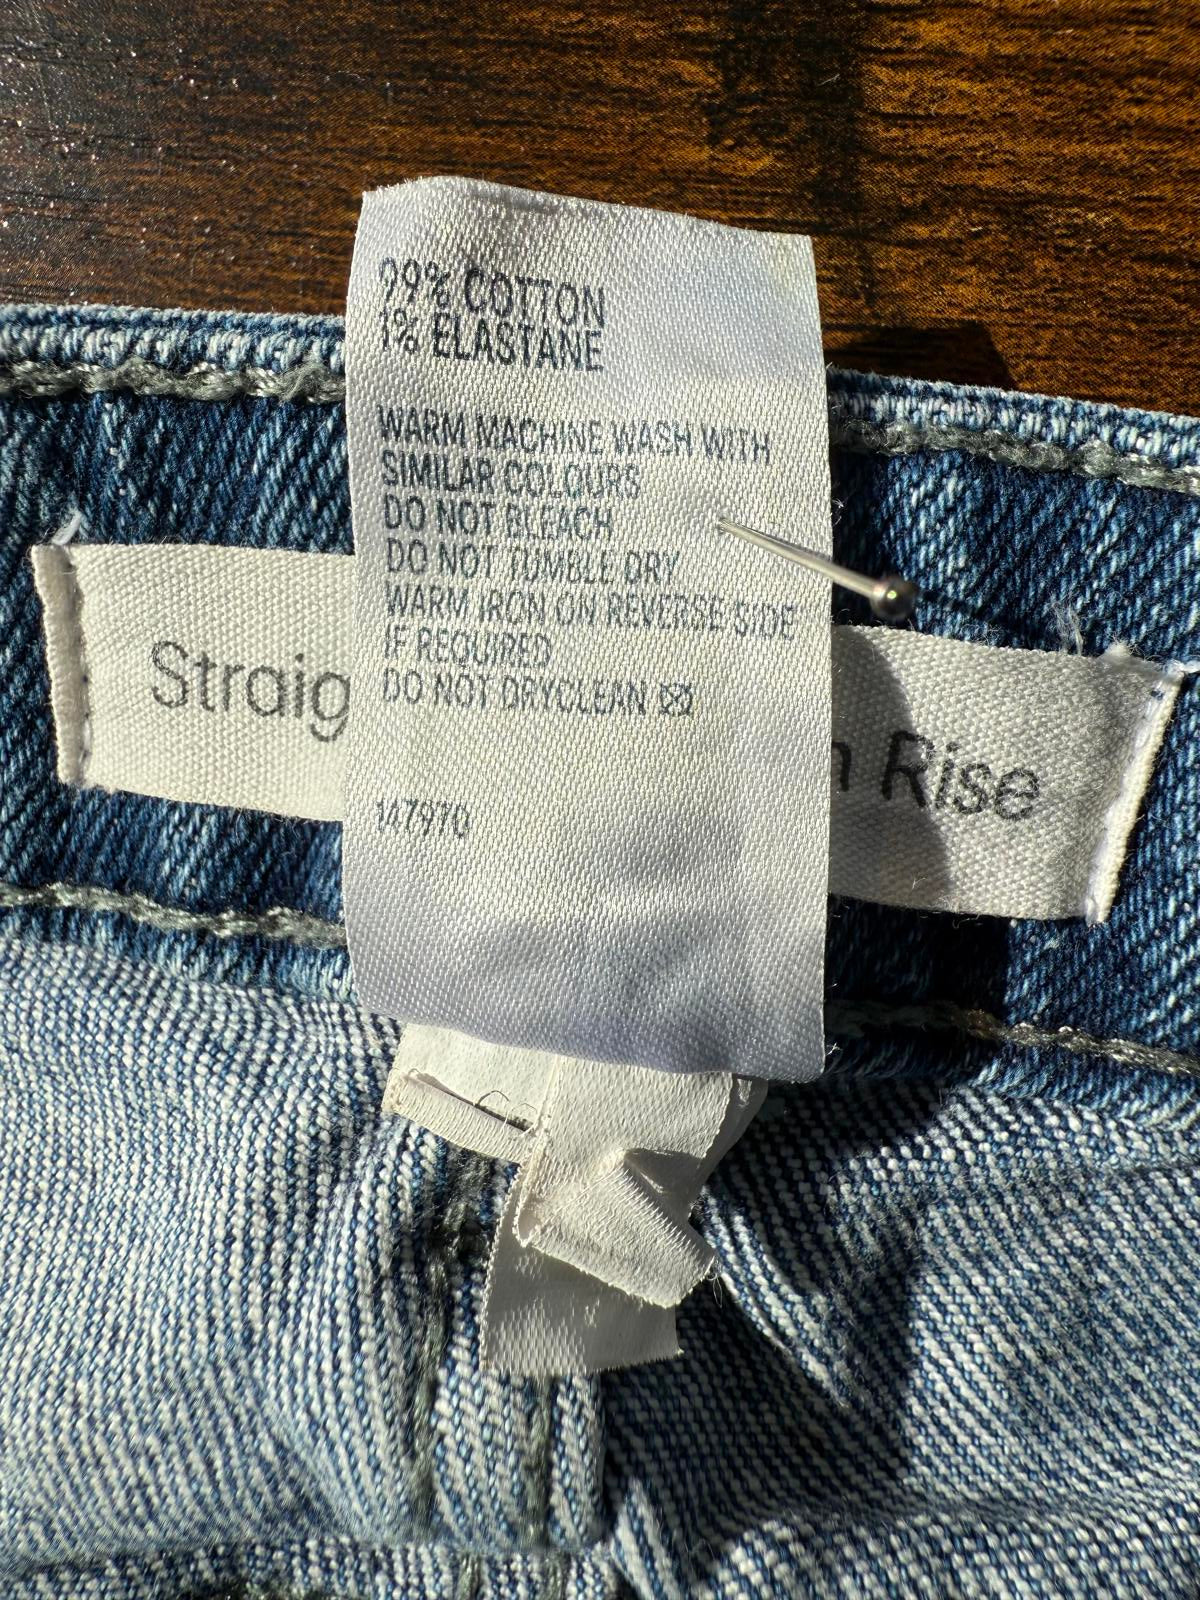 99% COTTON
1% ELASTANE
WARM MACHINE WASH WITH
SIMILAR COLOURS
DO NOT BLEACH
DO NOT TUMBLE DRY
WARM IRON ON REVERSE SIDE
IF REQUIRED
DO NOT DRYCLEAN
147970
Straig
n Rise